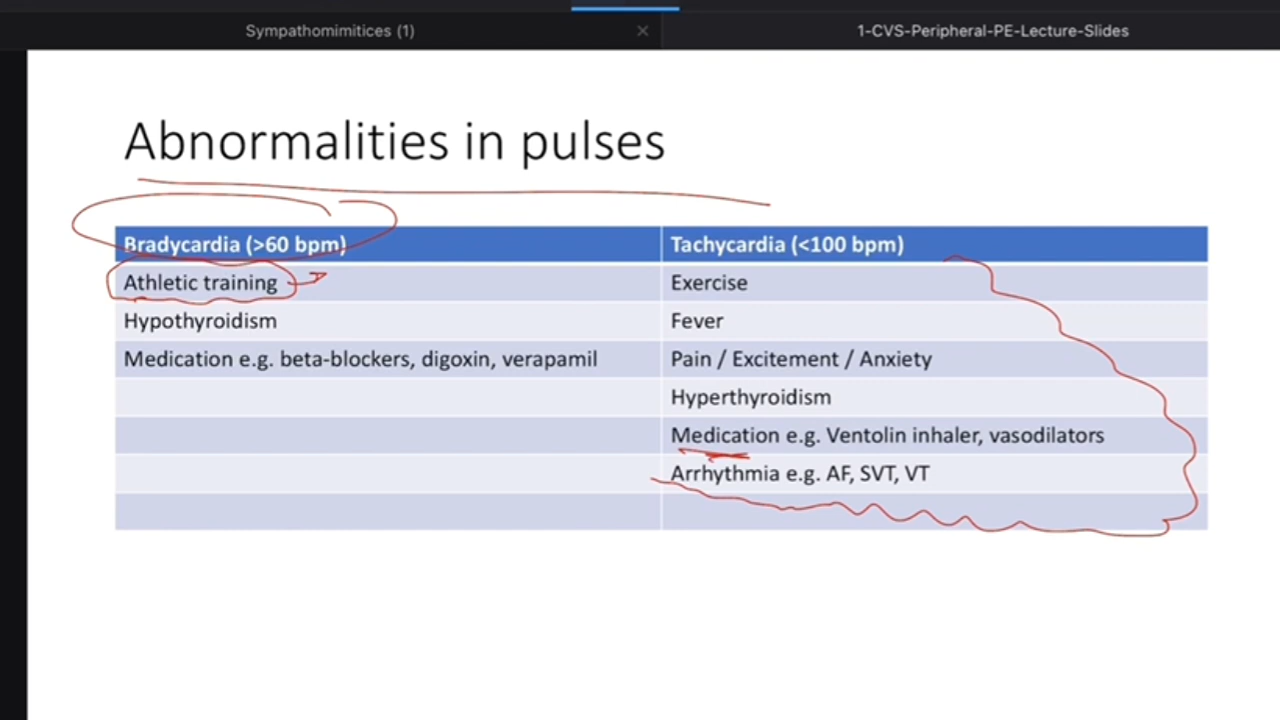 Sympathomimitices (1)
1-CVS-Peripheral-PE-Lecture-Slides
Abnormalities in pulses
Bradycardia (>60 bpm)
Tachycardia (<100 bpm)
Athletic training
Exercise
Hypothyroidism
Fever
Medication e.g. beta-blockers, digoxin, verapamil
Pain / Excitement / Anxiety
Hyperthyroidism
Medication e.g. Ventolin inhaler, vasodilators
Arrhythmia e.g. AF, SVT, VT